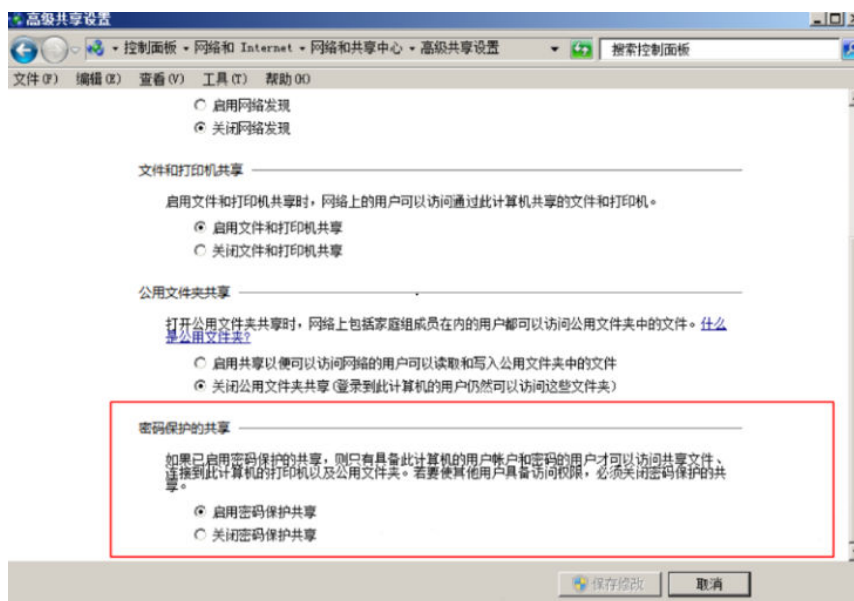 高级共享设置
控制面板 ▸ 网络和 Internet ▸ 网络和共享中心 ▸ 高级共享设置
搜索控制面板
文件(F) 编辑(E) 查看(V) 工具(T) 帮助(H)
启用网络发现
关闭网络发现
文件和打印机共享
启用文件和打印机共享时，网络上的用户可以访问通过此计算机共享的文件和打印机。
启用文件和打印机共享
关闭文件和打印机共享
公用文件夹共享
打开公用文件夹共享时，网络上包括家庭组成员在内的用户都可以访问公用文件夹中的文件。什么
是公用文件夹?
启用共享以便可以访问网络的用户可以读取和写入公用文件夹中的文件
关闭公用文件夹共享(登录到此计算机的用户仍然可以访问这些文件夹)
密码保护的共享
如果已启用密码保护的共享，则只有具备此计算机的用户帐户和密码的用户才可以访问共享文件、
连接到此计算机的打印机以及公用文件夹。若要使其他用户具备访问权限，必须关闭密码保护的共
享。
启用密码保护共享
关闭密码保护共享
保存修改
取消